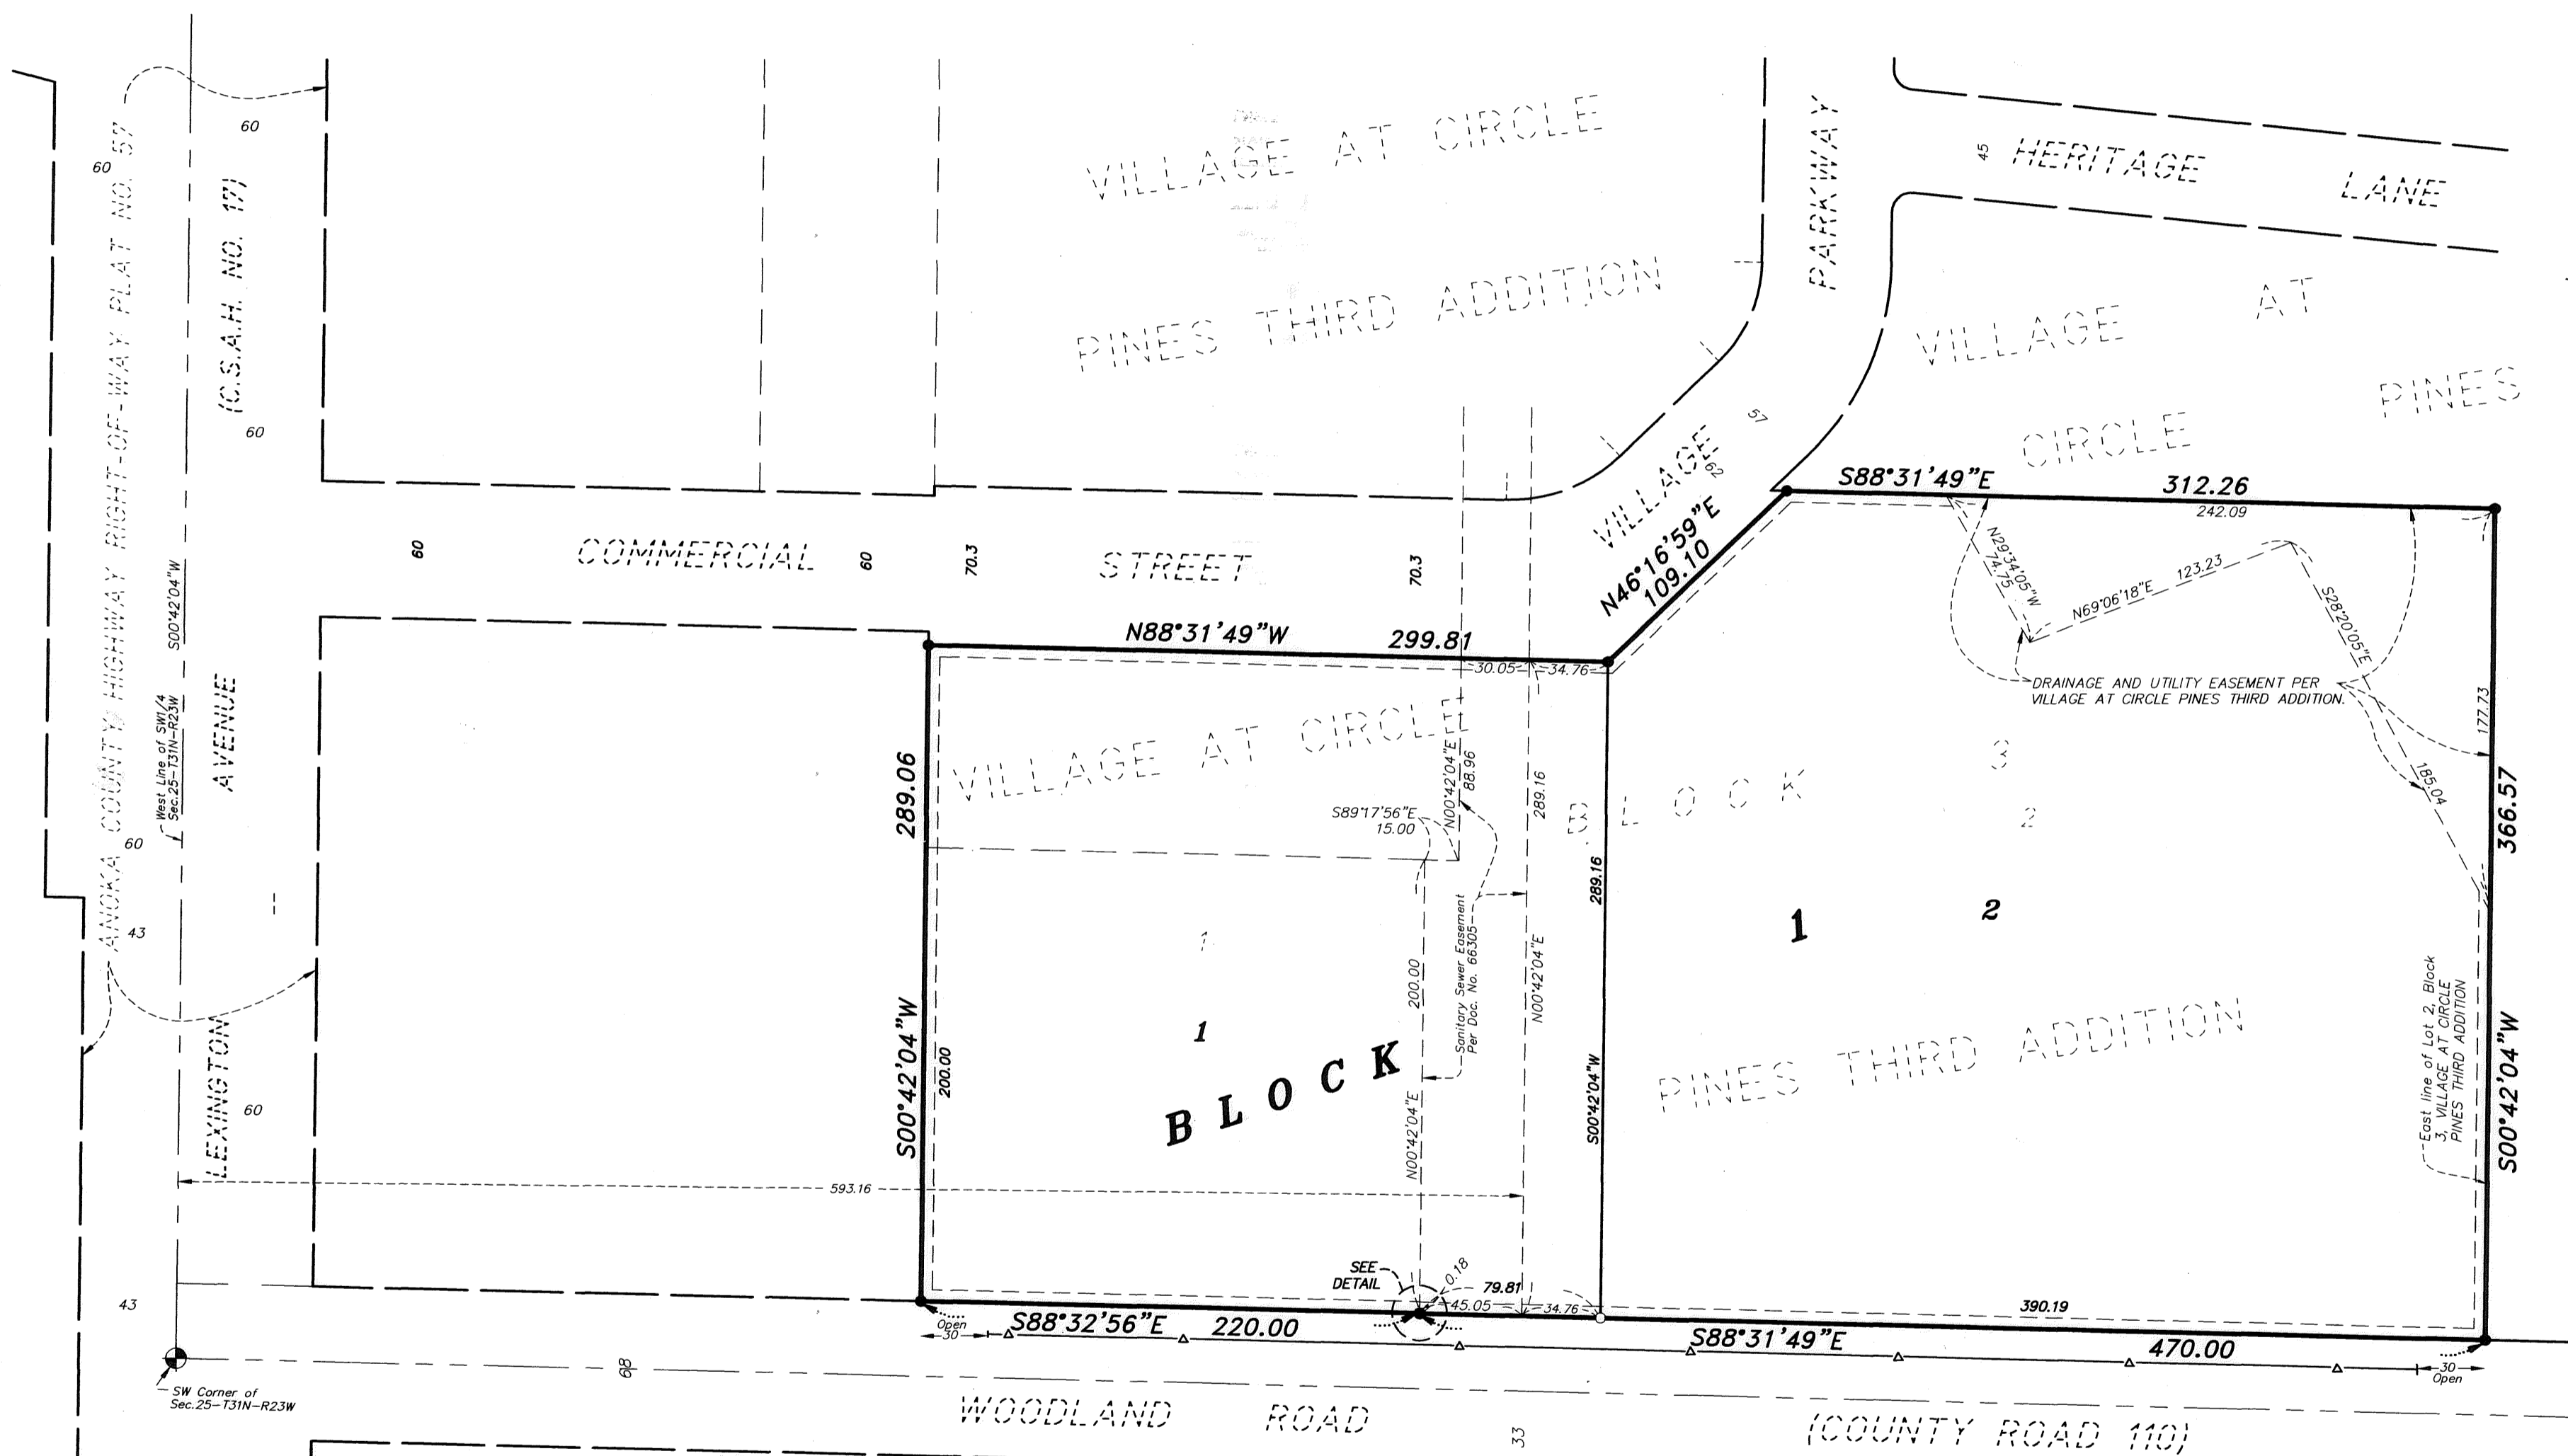 VILLAGE AT CIRCLE
PINES THIRD ADDITION
PARKWAY
45
HERITAGE LANE
VILLAGE AT
CIRCLE PINES
57
VILLAGE
62
N46°16'59"E
109.10
S88°31'49"E
312.26
242.09
60
60
60
ANOKA COUNTY HIGHWAY RIGHT-OF-WAY PLAT NO. 57
(C.S.A.H. NO. 17)
S00°42'04"W
West Line of SW1/4
Sec.25-T31N-R23W
LEXINGTON AVENUE
60
43
60
43
60
COMMERCIAL
60
70.3
STREET
70.3
N88°31'49"W
299.81
30.05
34.76
N29°34'05"W
74.75
N69°06'18"E
123.23
S28°20'05"E
185.04
177.73
DRAINAGE AND UTILITY EASEMENT PER
VILLAGE AT CIRCLE PINES THIRD ADDITION.
VILLAGE AT CIRCLE
289.06
S00°42'04"W
200.00
N00°42'04"E
88.96
S89°17'56"E
15.00
289.16
N00°42'04"E
BLOCK
3
2
289.16
S00°42'04"W
366.57
S00°42'04"W
1
2
1
1
BLOCK
200.00
N00°42'04"E
Sanitary Sewer Easement
Per Doc. No. 66305
PINES THIRD ADDITION
East line of Lot 2, Block
3, VILLAGE AT CIRCLE
PINES THIRD ADDITION
593.16
SEE
DETAIL
0.18
79.81
45.05
34.76
390.19
Open
30
S88°32'56"E
220.00
S88°31'49"E
470.00
30
Open
68
SW Corner of
Sec.25-T31N-R23W
WOODLAND ROAD
33
(COUNTY ROAD 110)